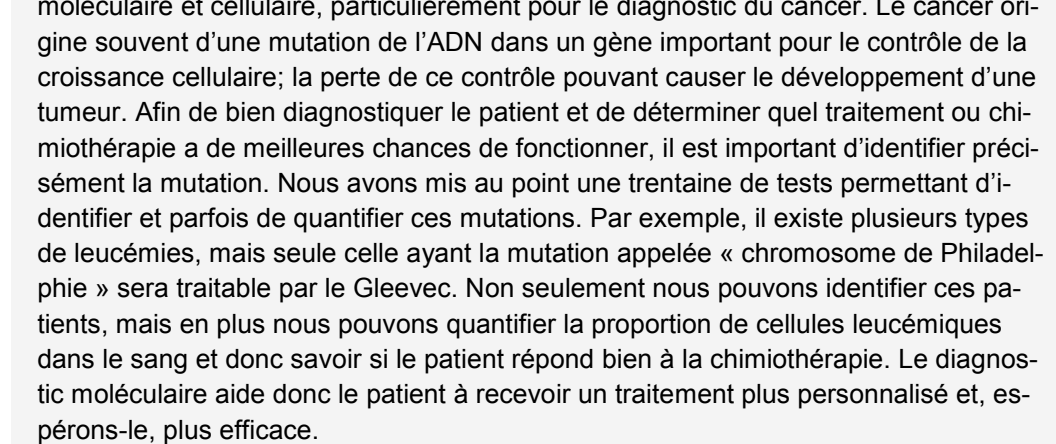 moléculaire et cellulaire, particulièrement pour le diagnostic du cancer. Le cancer ori-
gine souvent d’une mutation de l’ADN dans un gène important pour le contrôle de la
croissance cellulaire; la perte de ce contrôle pouvant causer le développement d’une
tumeur. Afin de bien diagnostiquer le patient et de déterminer quel traitement ou chi-
miothérapie a de meilleures chances de fonctionner, il est important d’identifier préci-
sément la mutation. Nous avons mis au point une trentaine de tests permettant d’i-
dentifier et parfois de quantifier ces mutations. Par exemple, il existe plusieurs types
de leucémies, mais seule celle ayant la mutation appelée « chromosome de Philadel-
phie » sera traitable par le Gleevec. Non seulement nous pouvons identifier ces pa-
tients, mais en plus nous pouvons quantifier la proportion de cellules leucémiques
dans le sang et donc savoir si le patient répond bien à la chimiothérapie. Le diagnos-
tic moléculaire aide donc le patient à recevoir un traitement plus personnalisé et, es-
pérons-le, plus efficace.